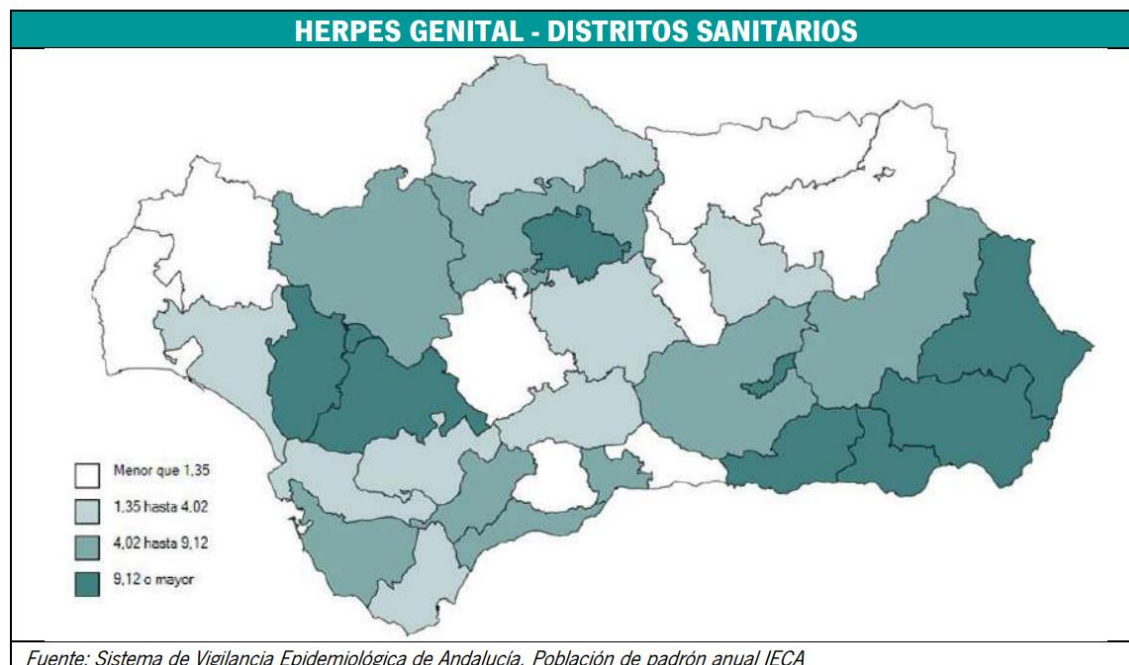 HERPES GENITAL - DISTRITOS SANITARIOS
Menor que 1,35
1,35 hasta 4,02
4,02 hasta 9,12
9,12 o mayor
Fuente: Sistema de Vigilancia Epidemiológica de Andalucía. Población de padrón anual IECA